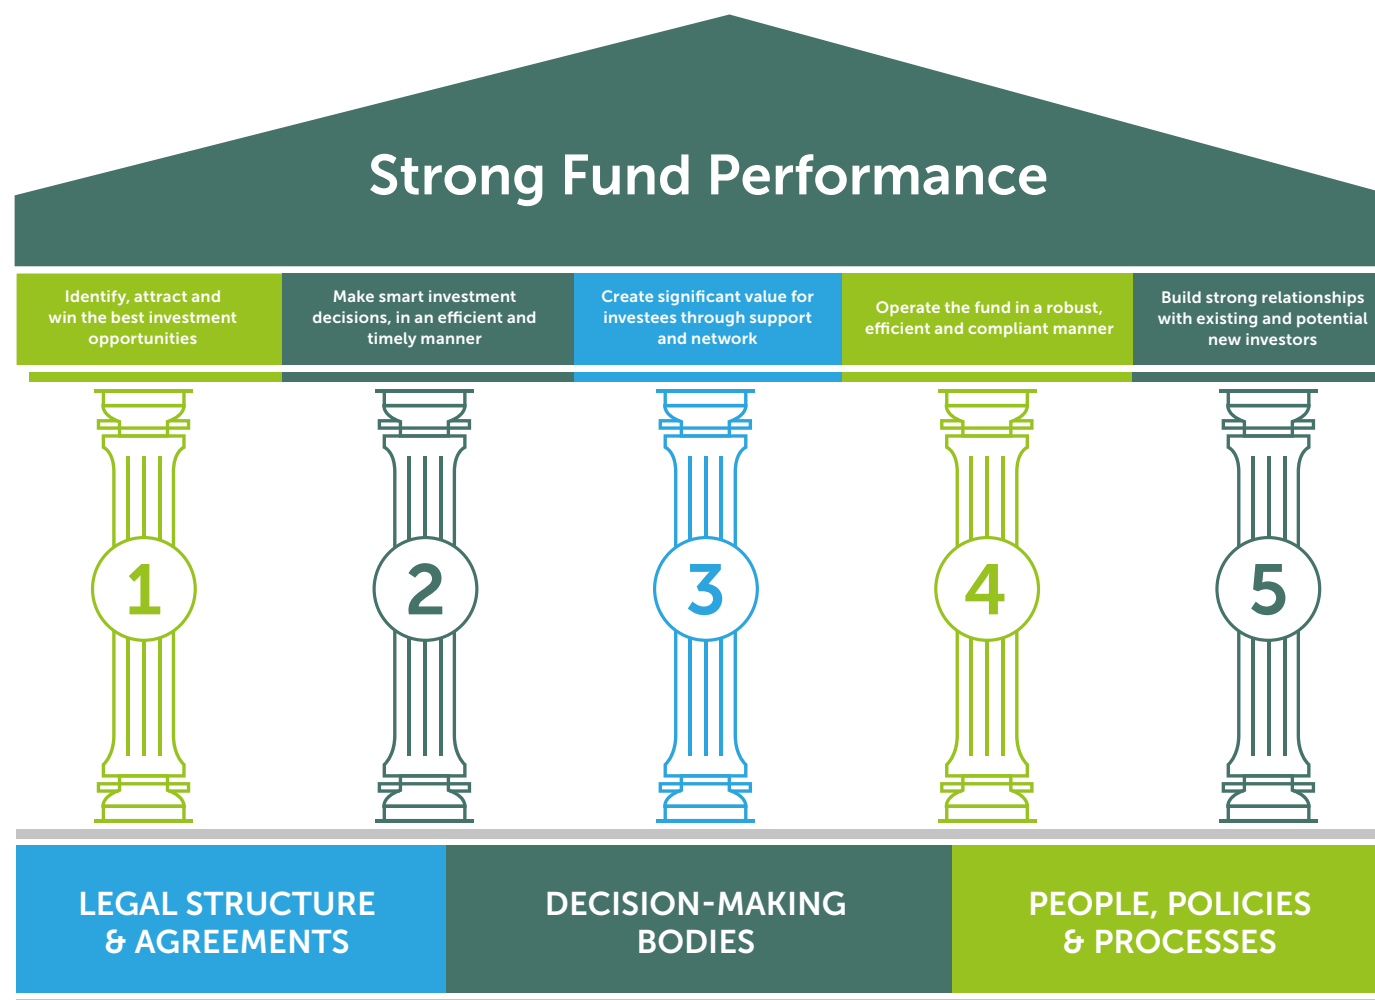 Strong Fund Performance
Identify, attract and
win the best investment
opportunities
Make smart investment
decisions, in an efficient and
timely manner
Create significant value for
investees through support
and network
Operate the fund in a robust,
efficient and compliant manner
Build strong relationships
with existing and potential
new investors
1
2
3
4
5
LEGAL STRUCTURE
& AGREEMENTS
DECISION-MAKING
BODIES
PEOPLE, POLICIES
& PROCESSES